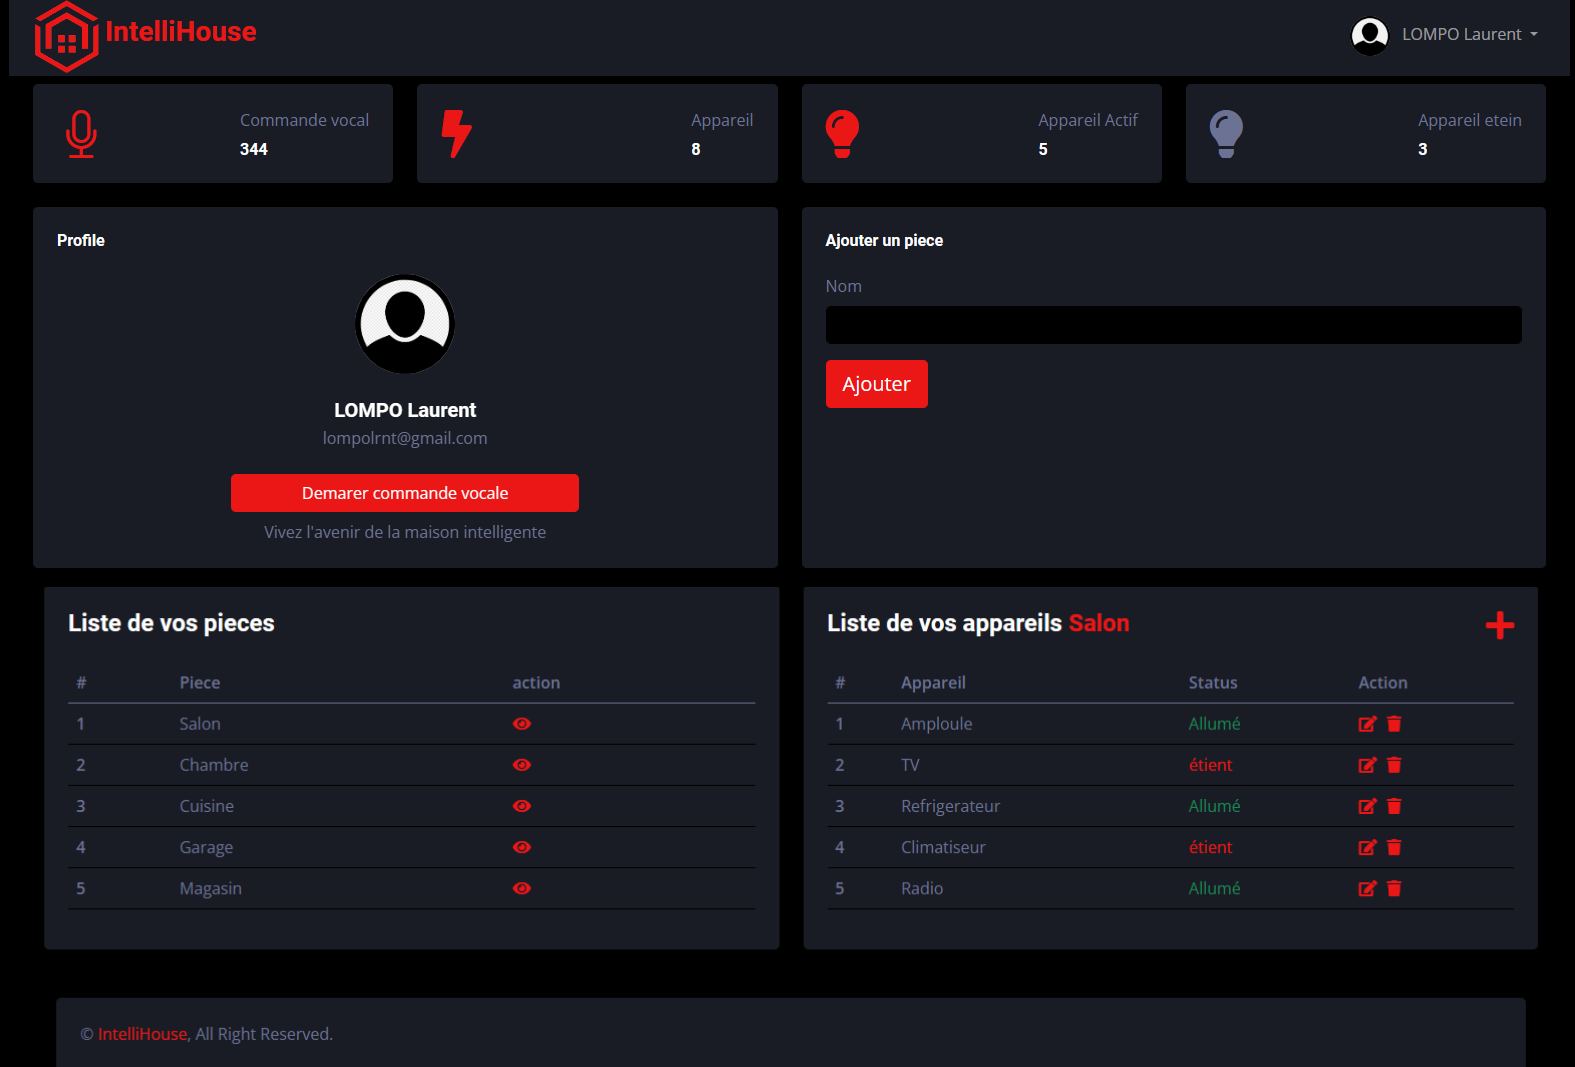 IntelliHouse
LOMPO Laurent
Commande vocal
344
Appareil
8
Appareil Actif
5
Appareil etein
3
Profile
LOMPO Laurent
lompolrnt@gmail.com
Demarer commande vocale
Vivez l'avenir de la maison intelligente
Ajouter un piece
Nom
Ajouter
Liste de vos pieces
# Piece action
1 Salon
2 Chambre
3 Cuisine
4 Garage
5 Magasin
Liste de vos appareils Salon
# Appareil Status Action
1 Amploule Allumé
2 TV étient
3 Refrigerateur Allumé
4 Climatiseur étient
5 Radio Allumé
© IntelliHouse, All Right Reserved.